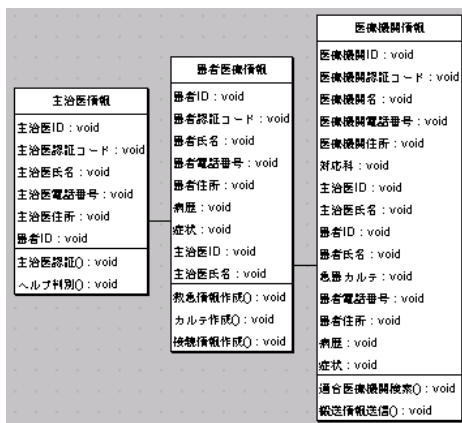 主治医情報
主治医ID : void
主治医認証コード : void
主治医氏名 : void
主治医電話番号 : void
主治医住所 : void
患者ID : void
主治医認証() : void
ヘルプ判別() : void
患者医療情報
患者ID : void
患者認証コード : void
患者氏名 : void
患者電話番号 : void
患者住所 : void
病歴 : void
症状 : void
主治医ID : void
主治医氏名 : void
救急情報作成() : void
カルテ作成() : void
接続情報作成() : void
医療機関情報
医療機関ID : void
医療機関認証コード : void
医療機関名 : void
医療機関電話番号 : void
医療機関住所 : void
対応科 : void
主治医ID : void
主治医氏名 : void
患者ID : void
患者氏名 : void
急患カルテ : void
患者電話番号 : void
患者住所 : void
病歴 : void
症状 : void
適合医療機関検索() : void
搬送情報送信() : void